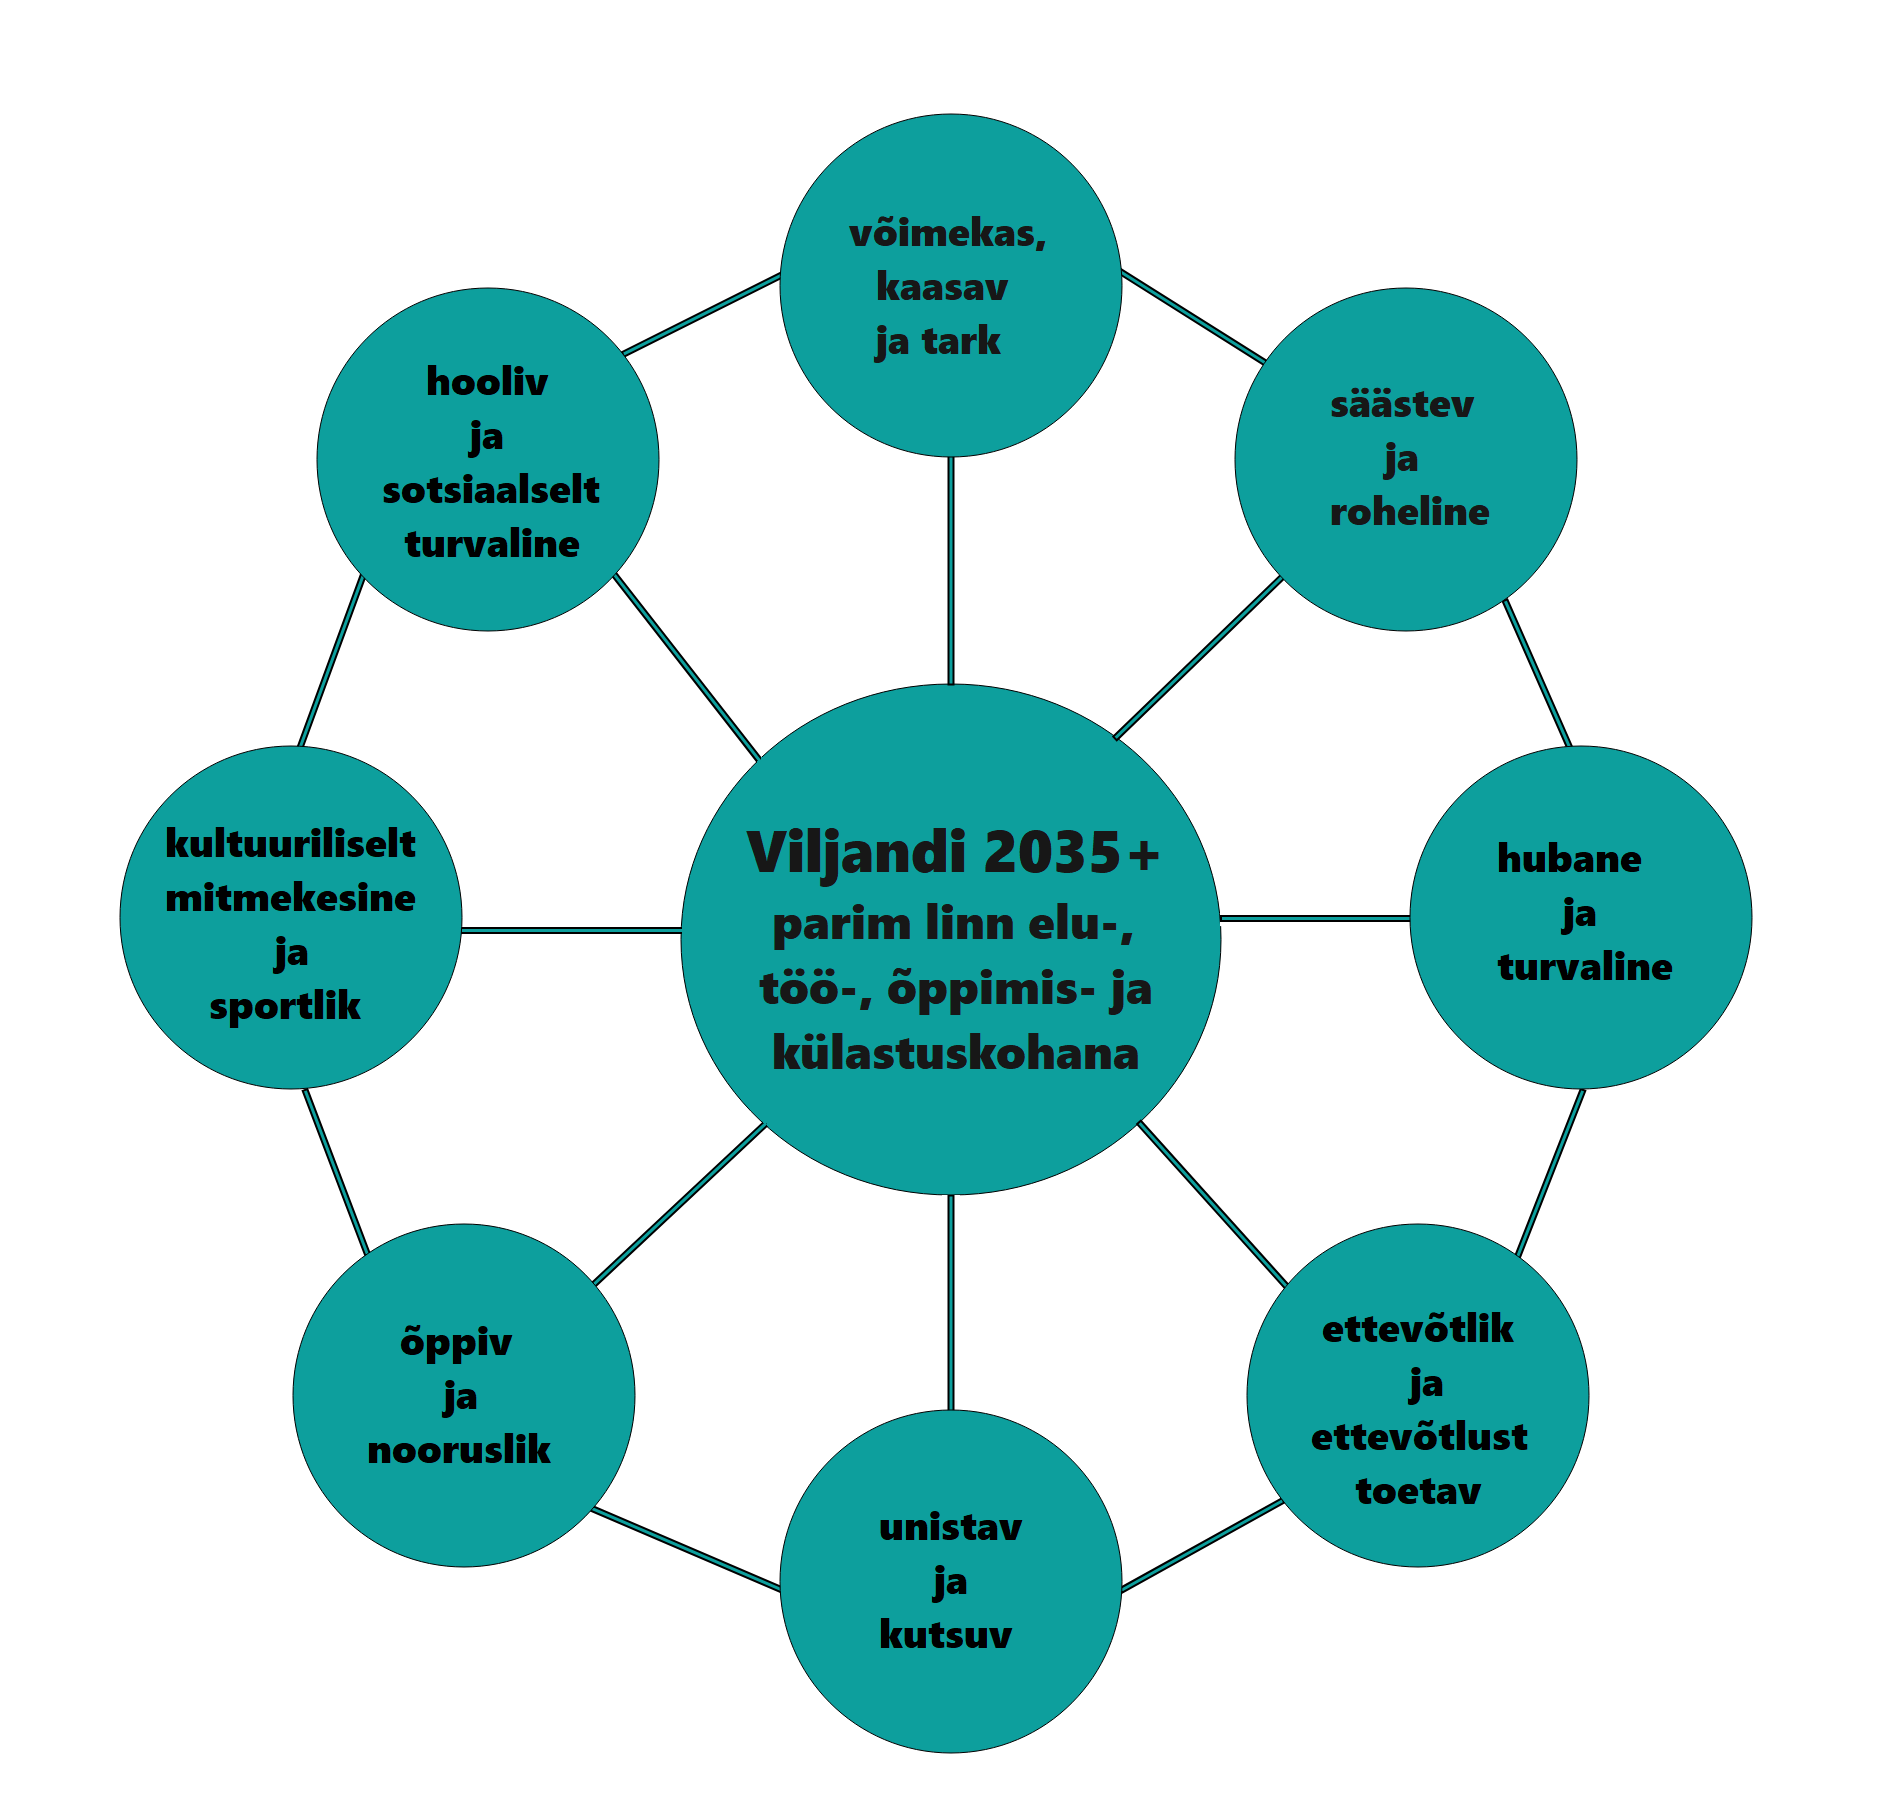 võimekas,
kaasav
ja tark
säästev
ja
roheline
hooliv
ja
sotsiaalselt
turvaline
kultuuriliselt
mitmekesine
ja
sportlik
Viljandi 2035+
parim linn elu-,
töö-, õppimis- ja
külastuskohana
hubane
ja
turvaline
õppiv
ja
nooruslik
ettevõtlik
ja
ettevõtlust
toetav
unistav
ja
kutsuv